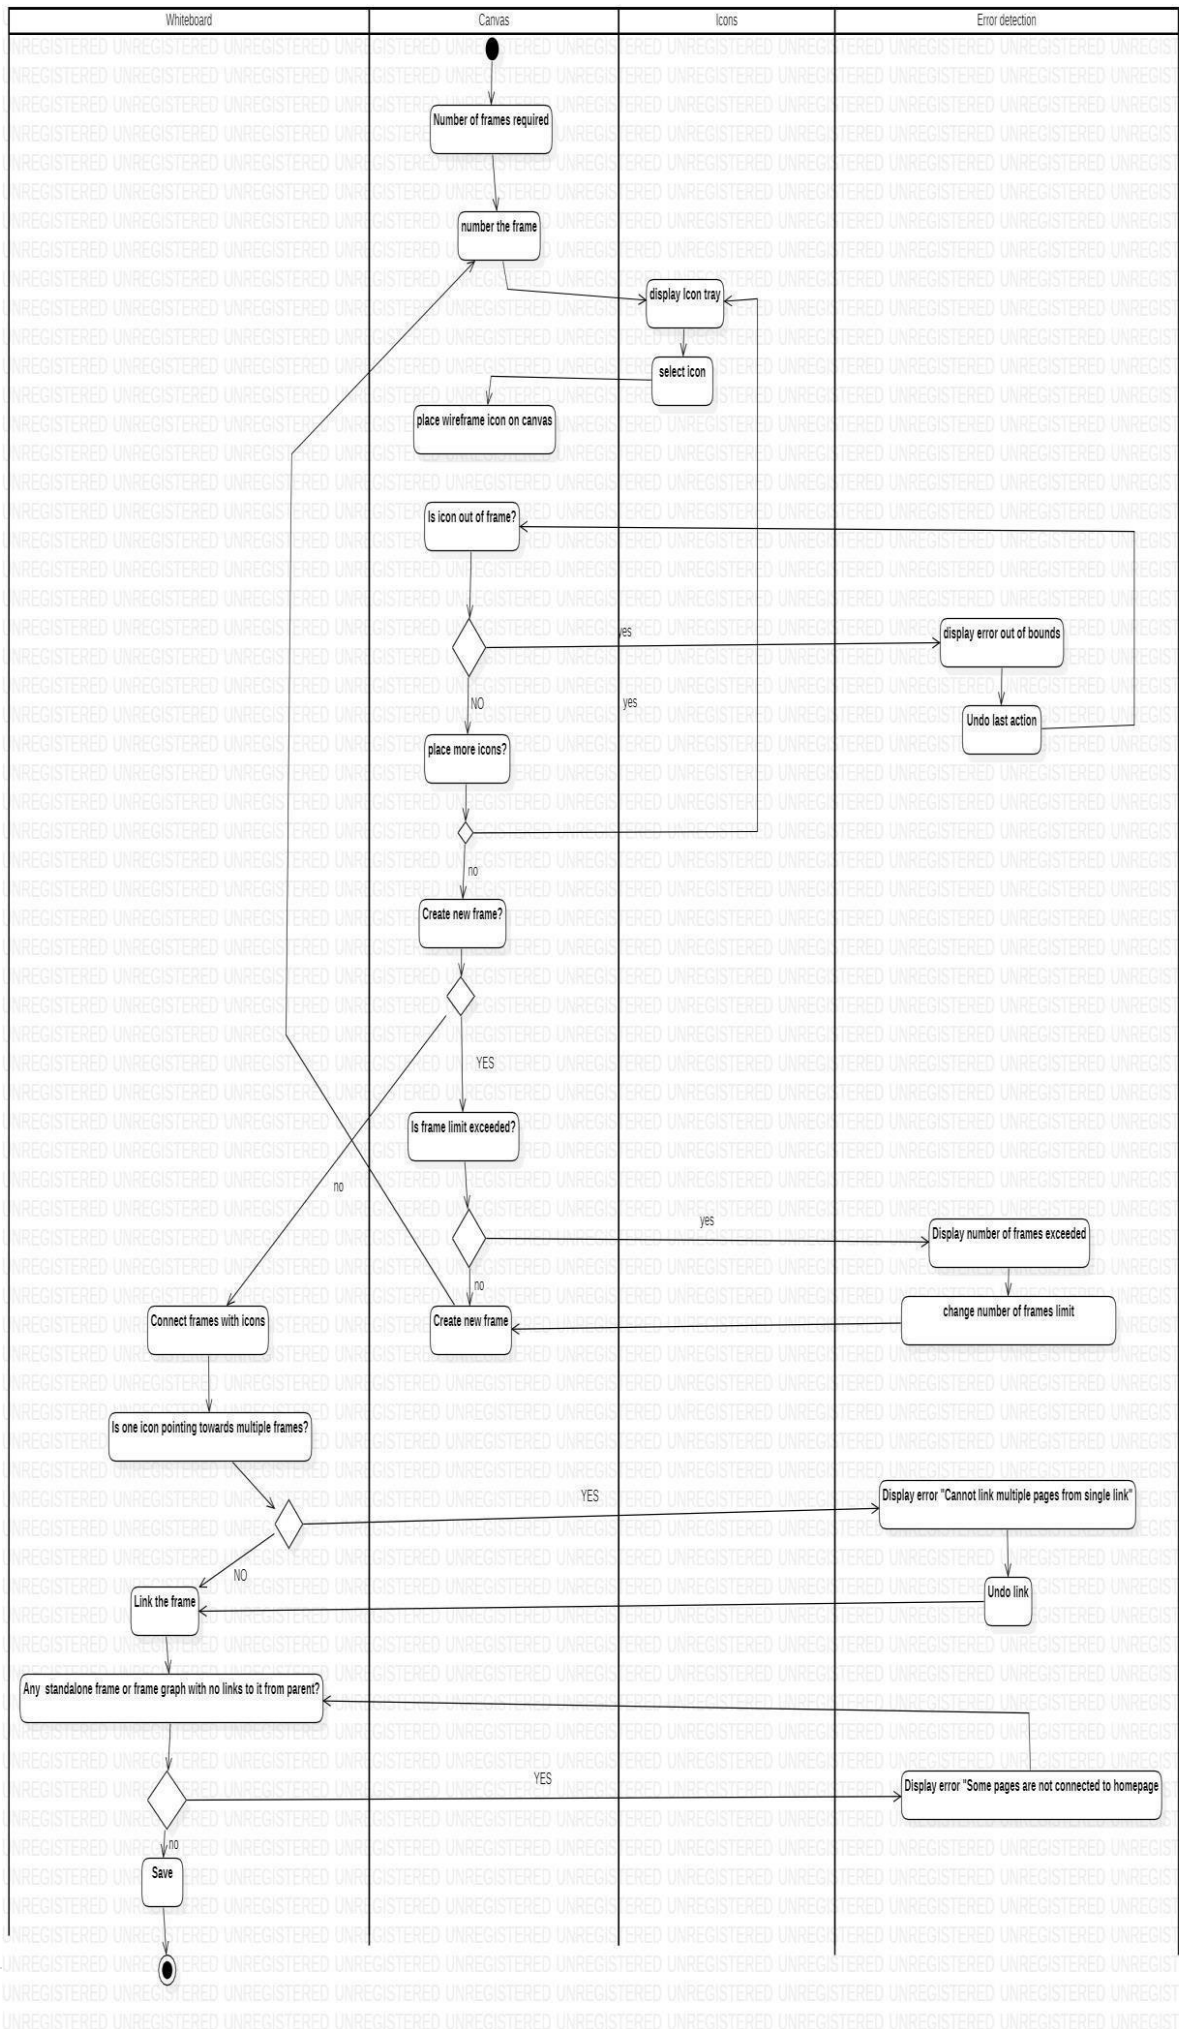 Whiteboard
Canvas
Icons
Error detection
Number of frames required
number the frame
display Icon tray
select icon
place wireframe icon on canvas
Is icon out of frame?
yes
display error out of bounds
NO
yes
Undo last action
place more icons?
no
Create new frame?
YES
Is frame limit exceeded?
no
yes
Display number of frames exceeded
no
change number of frames limit
Connect frames with icons
Create new frame
Is one icon pointing towards multiple frames?
YES
Display error "Cannot link multiple pages from single link"
NO
Undo link
Link the frame
Any standalone frame or frame graph with no links to it from parent?
YES
Display error "Some pages are not connected to homepage
no
Save